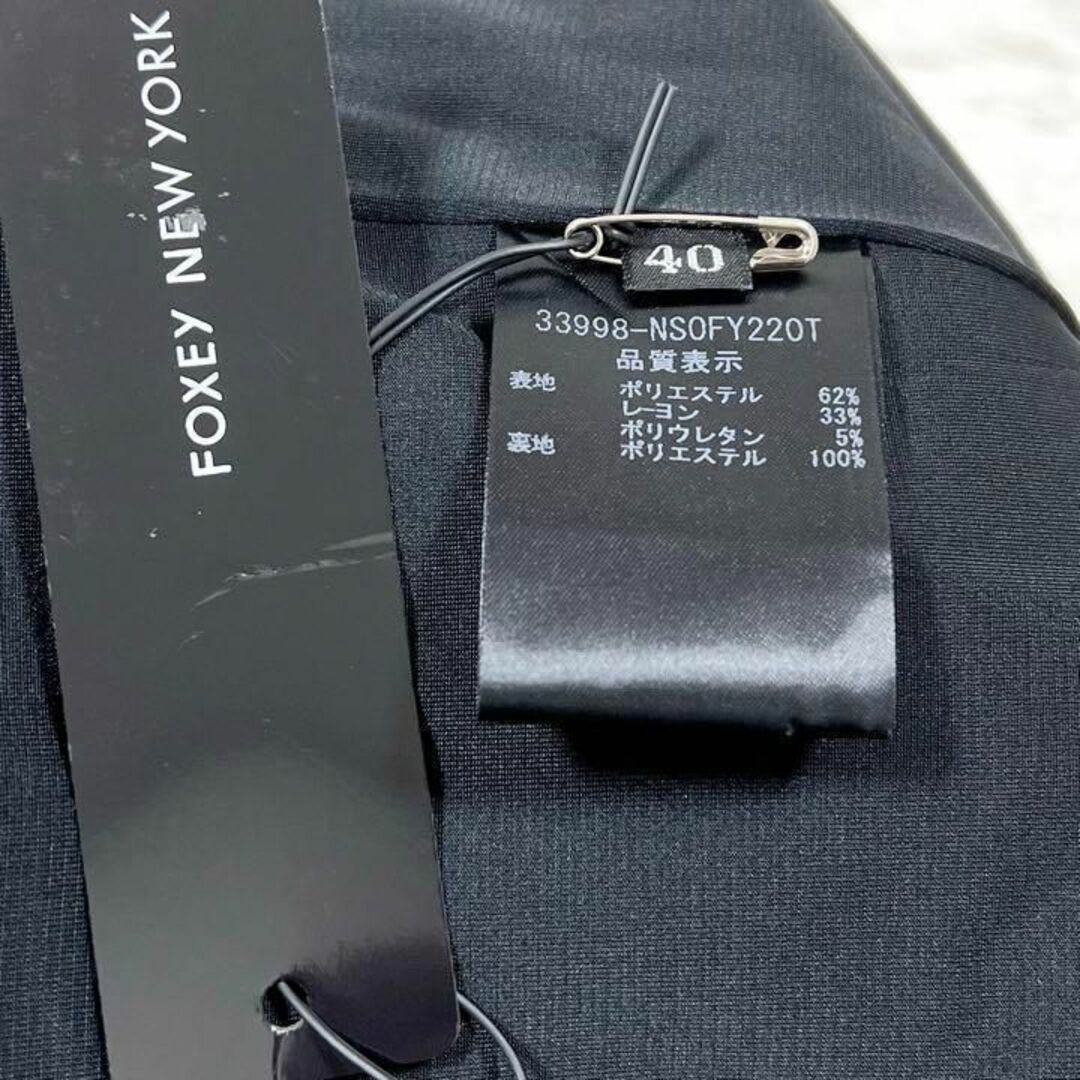 FOXEY NEW YORK
40
33998-NSOFY220T
品質表示
表地 ポリエステル 62%
レーヨン 33%
ポリウレタン 5%
裏地 ポリエステル 100%